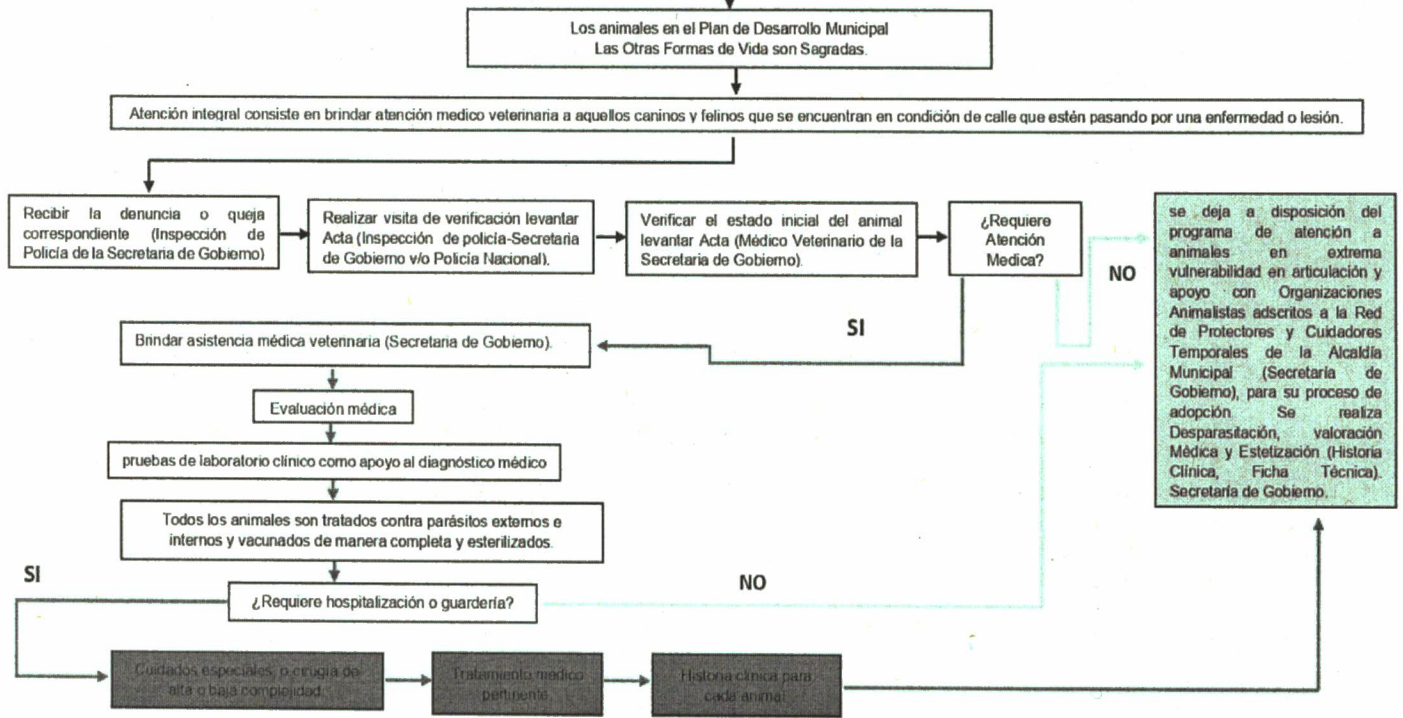 Los animales en el Plan de Desarrollo Municipal
Las Otras Formas de Vida son Sagradas.
Atención integral consiste en brindar atención medico veterinaria a aquellos caninos y felinos que se encuentran en condición de calle que estén pasando por una enfermedad o lesión.
Recibir la denuncia o queja
correspondiente (Inspección de
Policía de la Secretaria de Gobierno)
Realizar visita de verificación levantar
Acta (Inspección de policía-Secretaria
de Gobierno y/o Policía Nacional).
Verificar el estado inicial del animal
levantar Acta (Médico Veterinario de la
Secretaria de Gobierno).
¿Requiere
Atención
Medica?
NO
se deja a disposición del
programa de atención a
animales en extrema
vulnerabilidad en articulación y
apoyo con Organizaciones
Animalistas adscritos a la Red
de Protectores y Cuidadores
Temporales de la Alcaldía
Municipal (Secretaría de
Gobierno), para su proceso de
adopción. Se realiza
Desparasitación, valoración
Médica y Estetización (Historia
Clínica, Ficha Técnica).
Secretaría de Gobierno.
SI
Brindar asistencia médica veterinaria (Secretaria de Gobierno).
Evaluación médica
pruebas de laboratorio clínico como apoyo al diagnóstico médico
Todos los animales son tratados contra parásitos externos e
internos y vacunados de manera completa y esterilizados.
SI
¿Requiere hospitalización o guardería?
NO
Cuidados especiales, o cirugía de
alta o baja complejidad.
Tratamiento médico
pertinente.
Historia clínica para
cada animal